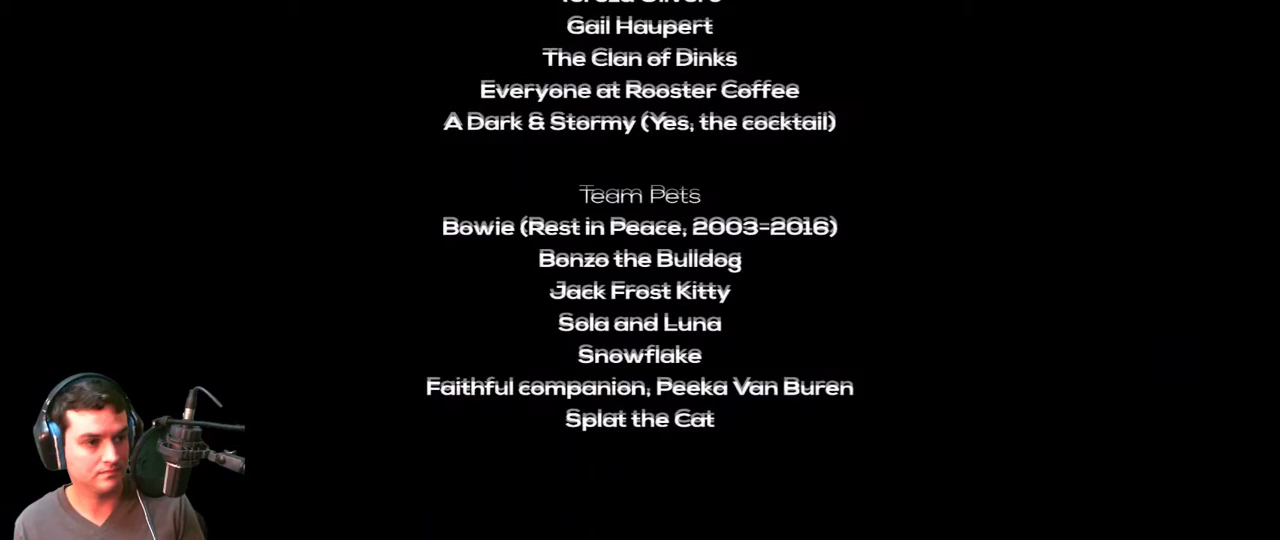 Gail Haupert
The Clan of Dinks
Everyone at Rooster Coffee
A Dark & Stormy (Yes, the cocktail)
Team Pets
Bowie (Rest in Peace, 2003-2016)
Bonzo the Bulldog
Jack Frost Kitty
Sola and Luna
Snowflake
Faithful companion, Peeka Van Buren
Splat the Cat